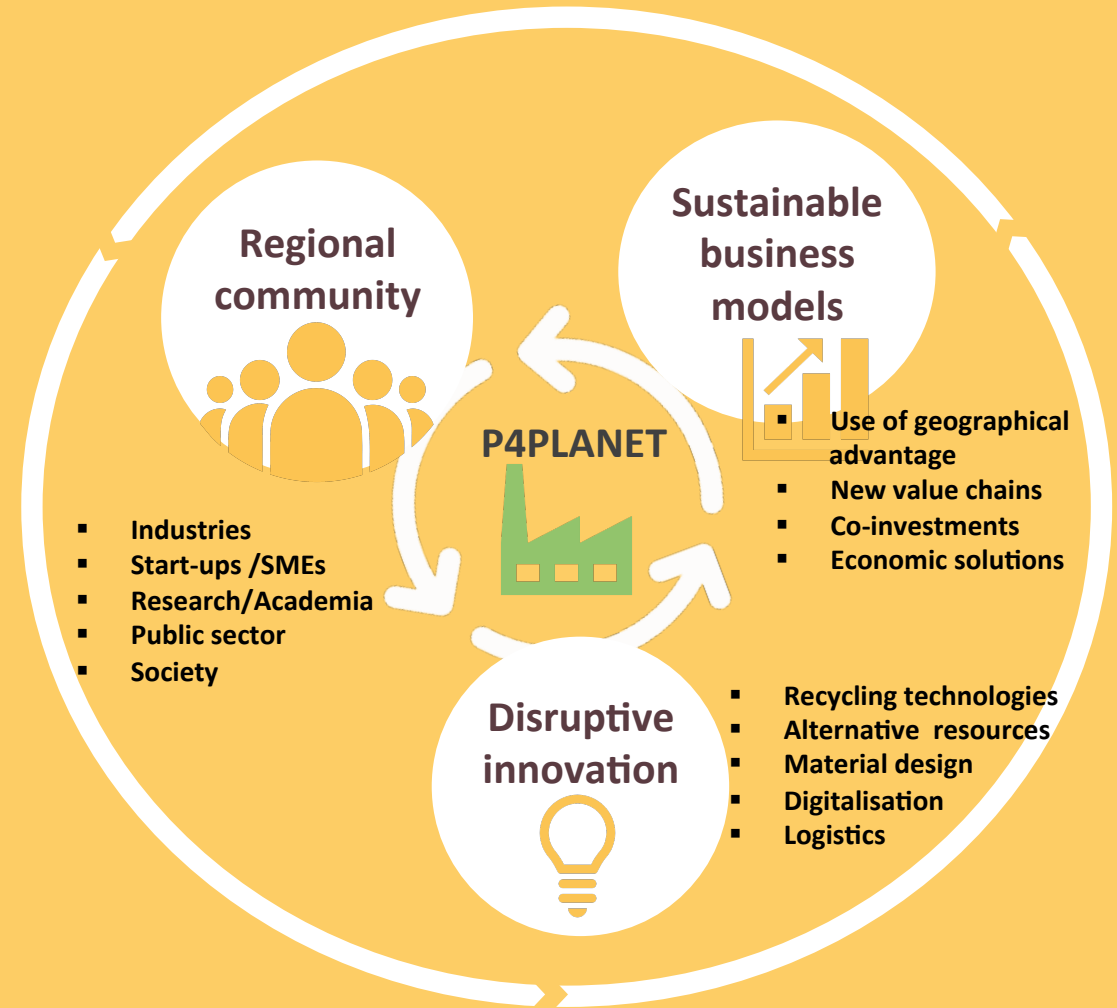 Regional
community
▪ Industries
▪ Start-ups /SMEs
▪ Research/Academia
▪ Public sector
▪ Society
Sustainable
business
models
▪ Use of geographical
advantage
▪ New value chains
▪ Co-investments
▪ Economic solutions
P4PLANET
Disruptive
innovation
▪ Recycling technologies
▪ Alternative resources
▪ Material design
▪ Digitalisation
▪ Logistics